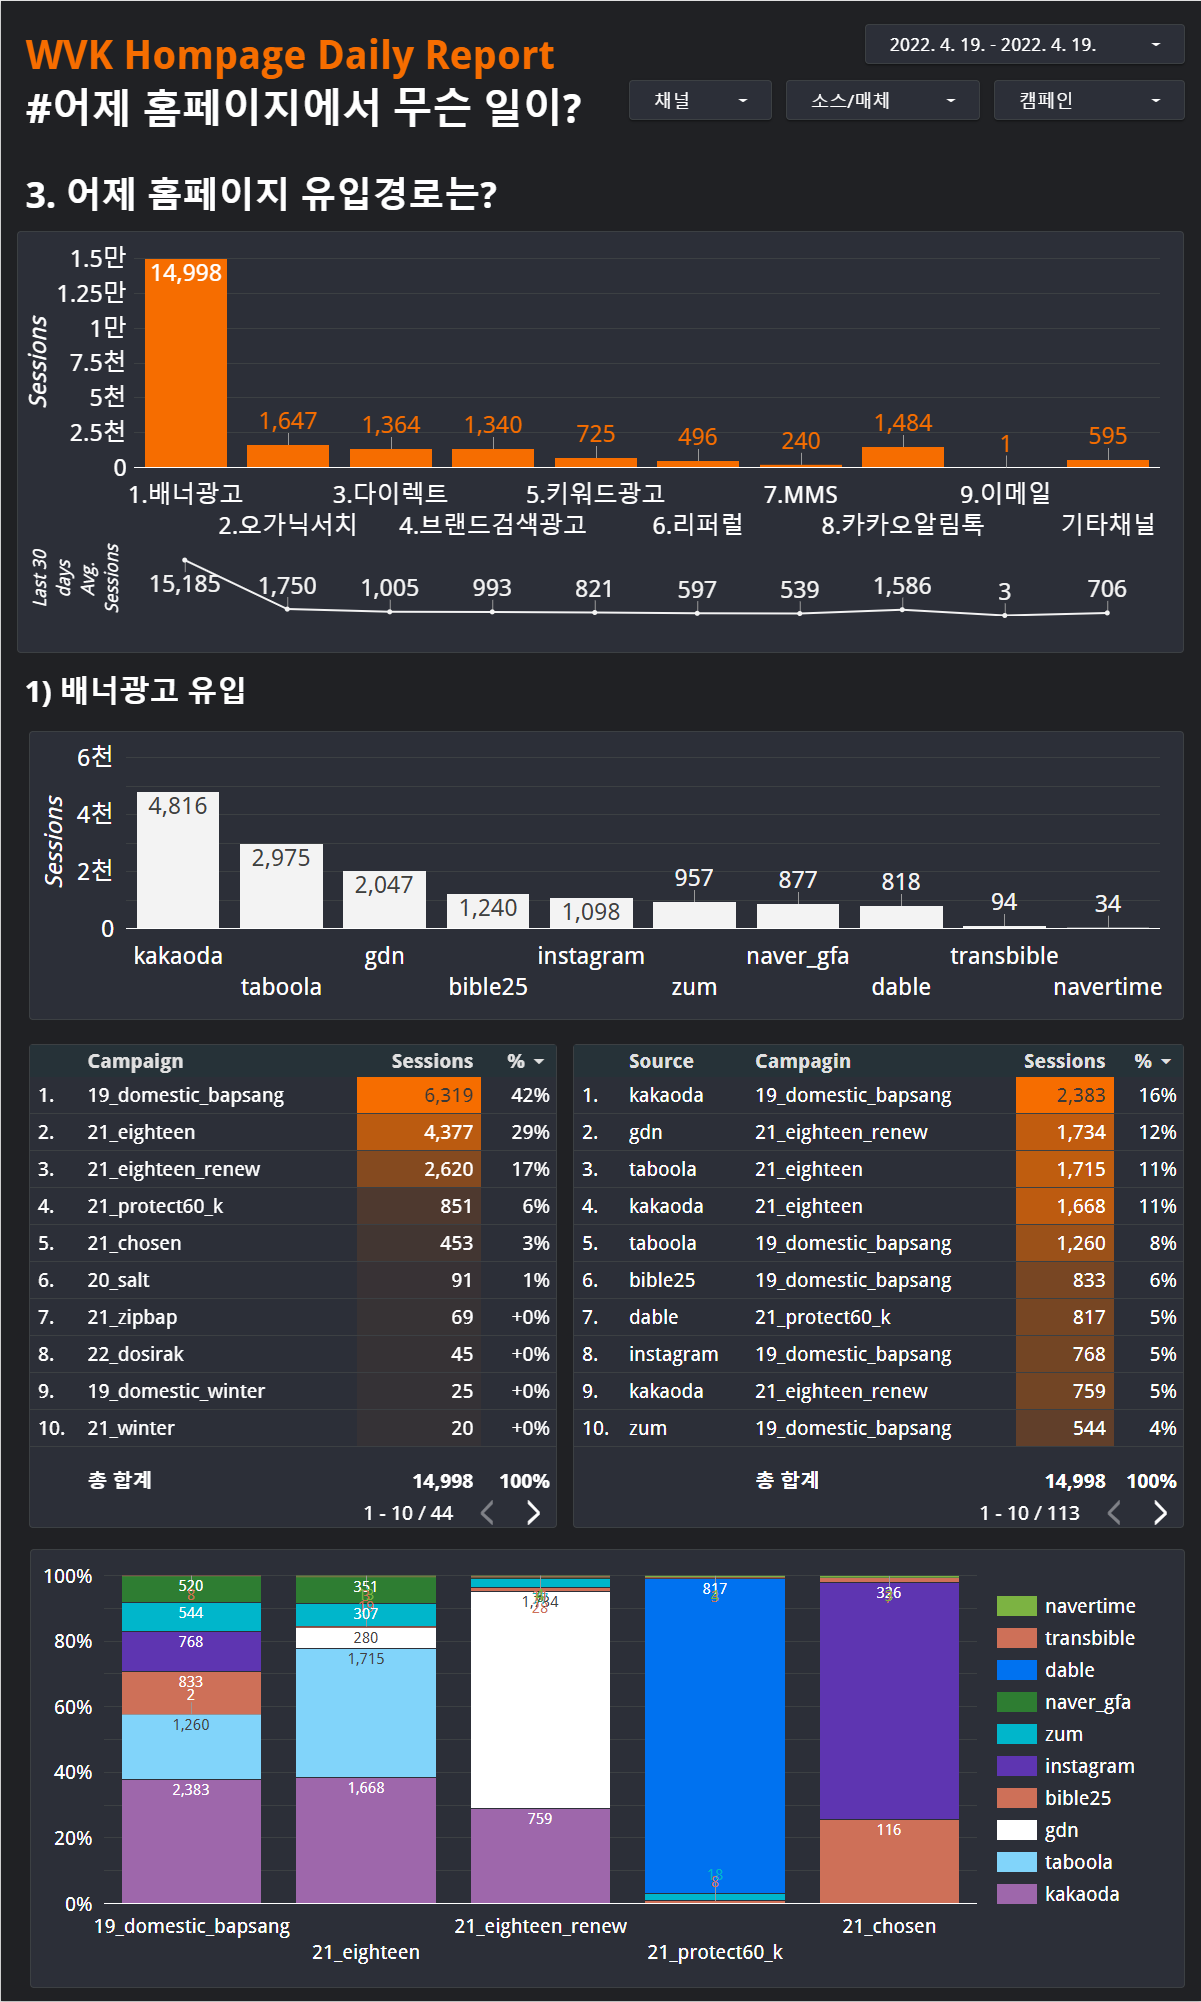 WVK Hompage Daily Report
#어제 홈페이지에서 무슨 일이?
2022. 4. 19. - 2022. 4. 19.
채널
소스/매체
캠페인
3. 어제 홈페이지 유입경로는?
Sessions
1.5만
1.25만
1만
7.5천
5천
2.5천
0
14,998
1,647
1,364
1,340
725
496
240
1,484
1
595
1.배너광고
3.다이렉트
5.키워드광고
7.MMS
9.이메일
2.오가닉서치
4.브랜드검색광고
6.리퍼럴
8.카카오알림톡
기타채널
Last 30
days
Avg.
Sessions
15,185
1,750
1,005
993
821
597
539
1,586
3
706
1) 배너광고 유입
Sessions
6천
4천
2천
0
4,816
2,975
2,047
1,240
1,098
957
877
818
94
34
kakaoda
gdn
instagram
naver_gfa
transbible
taboola
bible25
zum
dable
navertime
Campaign Sessions %
1. 19_domestic_bapsang 6,319 42%
2. 21_eighteen 4,377 29%
3. 21_eighteen_renew 2,620 17%
4. 21_protect60_k 851 6%
5. 21_chosen 453 3%
6. 20_salt 91 1%
7. 21_zipbap 69 +0%
8. 22_dosirak 45 +0%
9. 19_domestic_winter 25 +0%
10. 21_winter 20 +0%
총 합계 14,998 100%
1 - 10 / 44
Source Campagin Sessions %
1. kakaoda 19_domestic_bapsang 2,383 16%
2. gdn 21_eighteen_renew 1,734 12%
3. taboola 21_eighteen 1,715 11%
4. kakaoda 21_eighteen 1,668 11%
5. taboola 19_domestic_bapsang 1,260 8%
6. bible25 19_domestic_bapsang 833 6%
7. dable 21_protect60_k 817 5%
8. instagram 19_domestic_bapsang 768 5%
9. kakaoda 21_eighteen_renew 759 5%
10. zum 19_domestic_bapsang 544 4%
총 합계 14,998 100%
1 - 10 / 113
100%
80%
60%
40%
20%
0%
520
8
544
768
833
2
1,260
2,383
351
307
280
1,715
1,668
1,734
28
759
817
18
8
326
116
19_domestic_bapsang
21_eighteen_renew
21_chosen
21_eighteen
21_protect60_k
navertime
transbible
dable
naver_gfa
zum
instagram
bible25
gdn
taboola
kakaoda